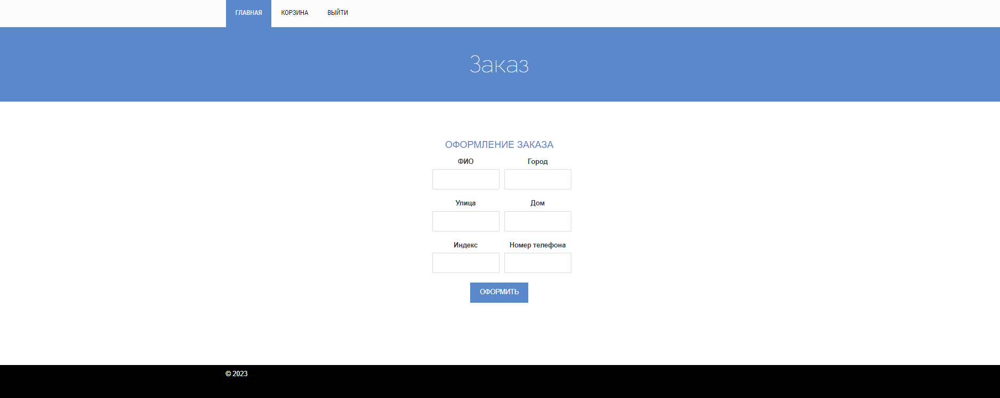 ГЛАВНАЯ КОРЗИНА ВЫЙТИ
Заказ
ОФОРМЛЕНИЕ ЗАКАЗА
ФИО Город
Улица Дом
Индекс Номер телефона
ОФОРМИТЬ
© 2023